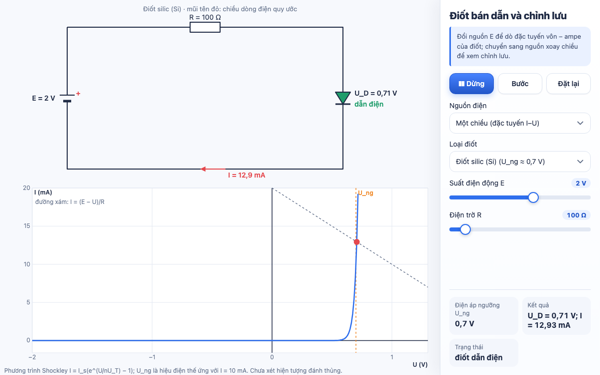 Điốt silic (Si) · mũi tên đỏ: chiều dòng điện quy ước
R = 100 Ω
E = 2 V
+
U_D = 0,71 V
dẫn điện
I = 12,9 mA
I (mA)
đường xám: I = (E − U)/R
U_ng
20
15
10
5
0
−2
−1
0
1
U (V)
Phương trình Shockley I = I_s(e^(U/nU_T) − 1); U_ng là hiệu điện thế ứng với I = 10 mA. Chưa xét hiện tượng đánh thủng.
Điốt bán dẫn và chỉnh lưu
Đổi nguồn E để dò đặc tuyến vôn – ampe
của điốt; chuyển sang nguồn xoay chiều
để xem chỉnh lưu.
Dừng
Bước
Đặt lại
Nguồn điện
Một chiều (đặc tuyến I–U)
Loại điốt
Điốt silic (Si) (U_ng ≈ 0,7 V)
Suất điện động E
2 V
Điện trở R
100 Ω
Điện áp ngưỡng
U_ng
0,7 V
Kết quả
U_D = 0,71 V; I
= 12,93 mA
Trạng thái
điốt dẫn điện